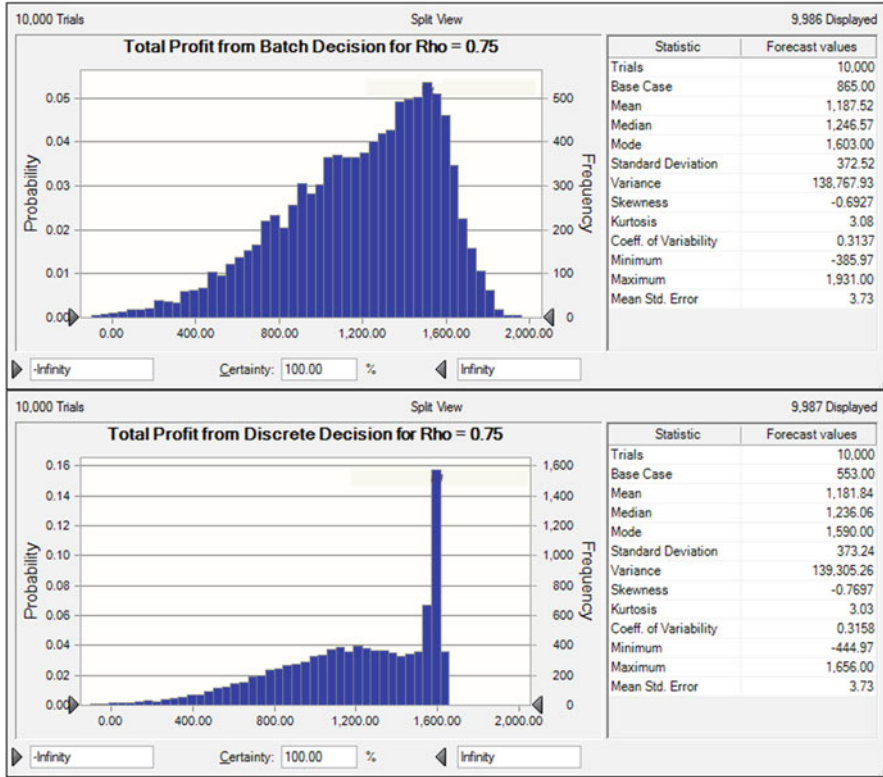 10,000 Trials Split View 9,986 Displayed
Total Profit from Batch Decision for Rho = 0.75
Probability
0.05
0.04
0.03
0.02
0.01
0.00
0.00 400.00 800.00 1,200.00 1,600.00 2,000.00
500
400
300
200
100
0
Frequency
-Infinity Certainty: 100.00 % Infinity
Statistic Forecast values
Trials 10,000
Base Case 865.00
Mean 1,187.52
Median 1,246.57
Mode 1,603.00
Standard Deviation 372.52
Variance 138,767.93
Skewness -0.6927
Kurtosis 3.08
Coeff. of Variability 0.3137
Minimum -385.97
Maximum 1,931.00
Mean Std. Error 3.73
10,000 Trials Split View 9,987 Displayed
Total Profit from Discrete Decision for Rho = 0.75
Probability
0.16
0.14
0.12
0.10
0.08
0.06
0.04
0.02
0.00
0.00 400.00 800.00 1,200.00 1,600.00 2,000.00
1,600
1,400
1,200
1,000
800
600
400
200
0
Frequency
-Infinity Certainty: 100.00 % Infinity
Statistic Forecast values
Trials 10,000
Base Case 553.00
Mean 1,181.84
Median 1,236.06
Mode 1,590.00
Standard Deviation 373.24
Variance 139,305.26
Skewness -0.7697
Kurtosis 3.03
Coeff. of Variability 0.3158
Minimum -444.97
Maximum 1,656.00
Mean Std. Error 3.73